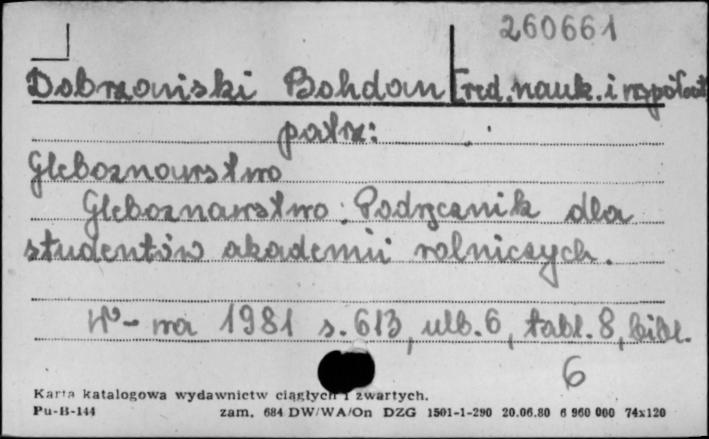 260661
Dobrzański Bohdan [red. nauk. i współaut.
patrz:
Gleboznawstwo
Gleboznawstwo. Podręcznik dla
studentów akademii rolniczych.
W-wa 1981 s. 613, ulb. 6, tabl. 8, bibl.
6
Karta katalogowa wydawnictw ciągłych i zwartych.
Pu-B-144 zam. 684 DW/WA/On DZG 1501-1-290 20.06.80 6 960 000 74x120